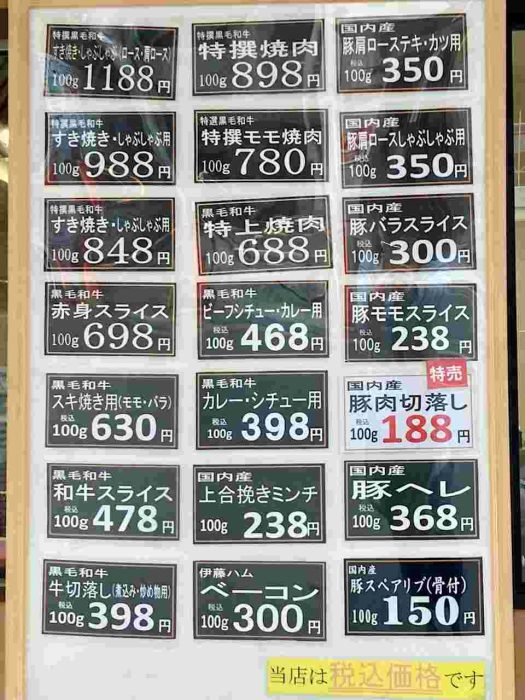 特撰黒毛和牛
すき焼き・しゃぶしゃぶ(ロース・肩ロース)
100g 1188円
特撰黒毛和牛
すき焼き・しゃぶしゃぶ用
100g 988円
特撰黒毛和牛
すき焼き・しゃぶしゃぶ用
100g 848円
黒毛和牛
赤身スライス
100g 698円
黒毛和牛
スキ焼き用(モモ・バラ)
税込
100g 630円
黒毛和牛
和牛スライス
税込
100g 478円
黒毛和牛
牛切落し(煮込み・炒め物用)
税込
100g 398円
特撰黒毛和牛
特撰焼肉
100g 898円
特選黒毛和牛
特撰モモ焼肉
100g 780円
黒毛和牛
特上焼肉
100g 688円
黒毛和牛
ビーフシチュー・カレー用
税込
100g 468円
黒毛和牛
カレー・シチュー用
税込
100g 398円
国内産
上合挽きミンチ
100g 238円
伊藤ハム
ベーコン
税込
100g 300円
国内産
豚肩ローステキ・カツ用
税込
100g 350円
国内産
豚肩ロースしゃぶしゃぶ用
税込
100g 350円
国内産
豚バラスライス
税込
100g 300円
国内産
豚モモスライス
税込
100g 238円
特売
国内産
豚肉切落し
税込
100g 188円
国内産
豚ヘレ
税込
100g 368円
国内産
豚スペアリブ(骨付)
税込
100g 150円
当店は税込価格です